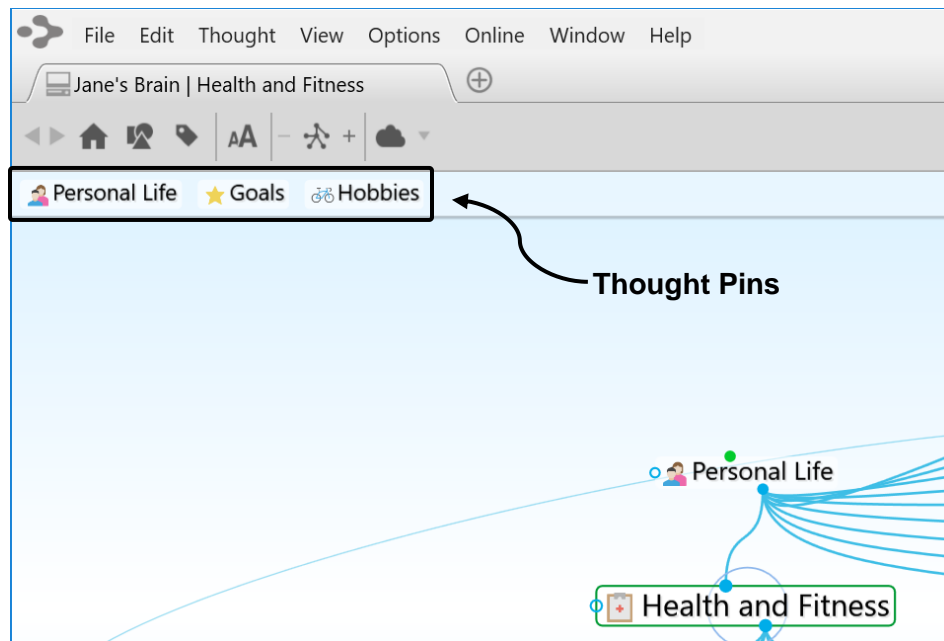 File Edit Thought View Options Online Window Help
Jane's Brain | Health and Fitness
AA
Personal Life Goals Hobbies
Thought Pins
Personal Life
Health and Fitness